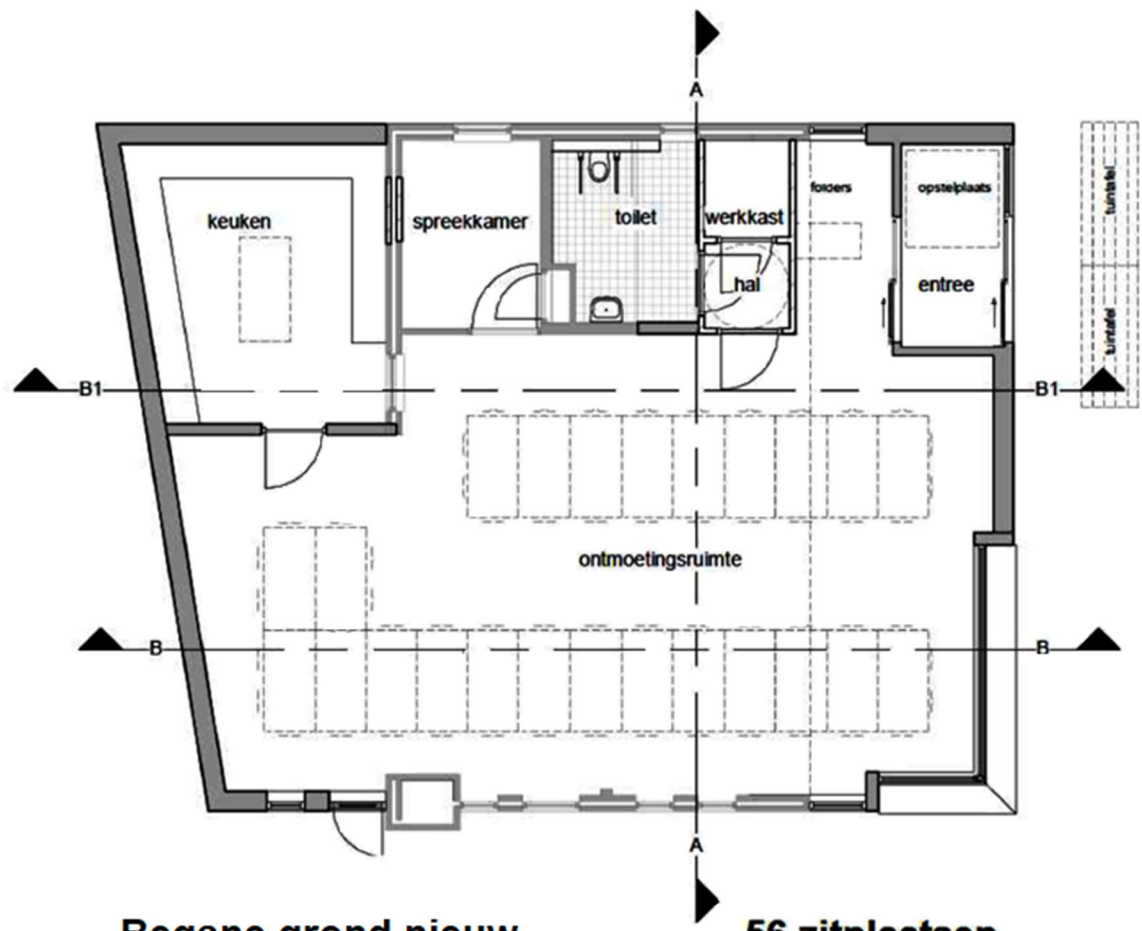 A
keuken
spreekkamer
toilet
werkkast
folders
opstelplaats
tuintafel
hal
entree
tuintafel
B1
B1
ontmoetingsruimte
B
B
A
Begane grond nieuw
56 zitplaatsen